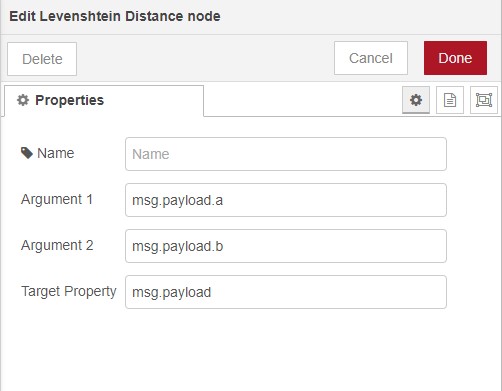 Edit Levenshtein Distance node
Delete Cancel Done
Properties
Name Name
Argument 1 msg.payload.a
Argument 2 msg.payload.b
Target Property msg.payload